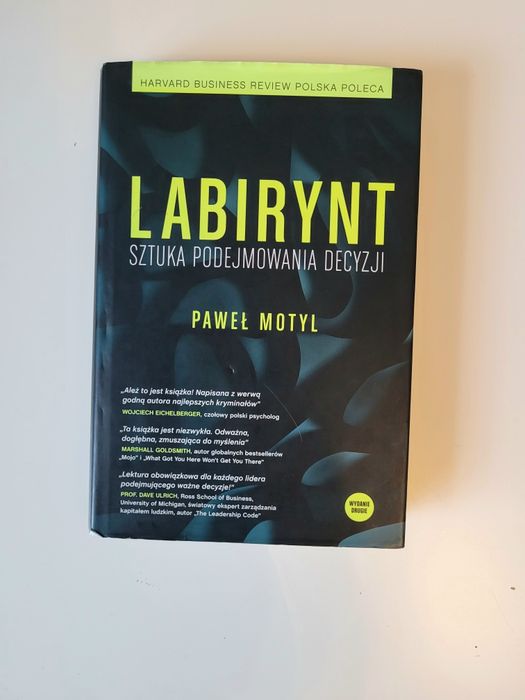 HARVARD BUSINESS REVIEW POLSKA POLECA
LABIRYNT
SZTUKA PODEJMOWANIA DECYZJI
PAWEŁ MOTYL
„Ależ to jest książka! Napisana z werwą
godną autora najlepszych kryminałów"
WOJCIECH EICHELBERGER, czołowy polski psycholog
„Ta książka jest niezwykła. Odważna,
dogłębna, zmuszająca do myślenia"
MARSHALL GOLDSMITH, autor globalnych bestsellerów
„Mojo" i „What Got You Here Won't Get You There"
„Lektura obowiązkowa dla każdego lidera
podejmującego ważne decyzje!"
PROF. DAVE ULRICH, Ross School of Business,
University of Michigan, światowy ekspert zarządzania
kapitałem ludzkim, autor „The Leadership Code"
WYDANIE
DRUGIE